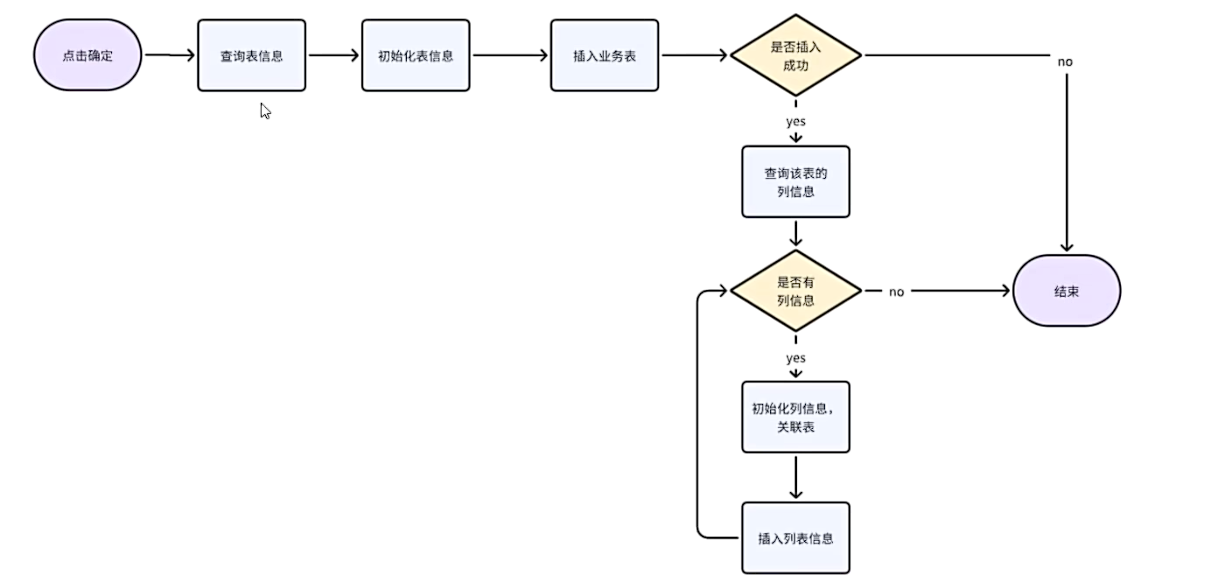 点击确定
查询表信息
初始化表信息
插入业务表
是否插入
成功
no
yes
查询该表的
列信息
是否有
列信息
no
结束
yes
初始化列信息，
关联表
插入列表信息